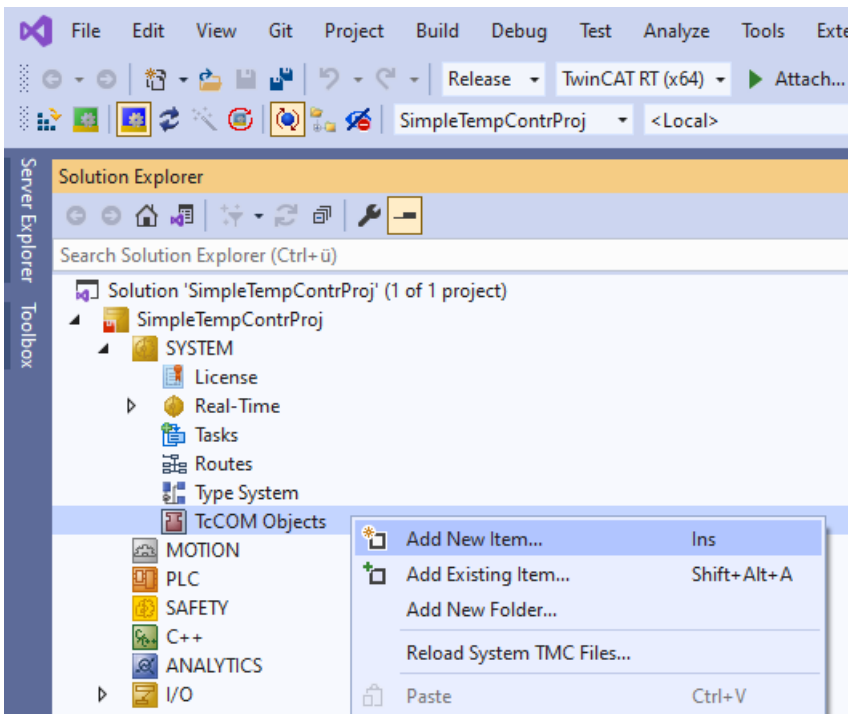 File Edit View Git Project Build Debug Test Analyze Tools
Release TwinCAT RT (x64) Attach...
SimpleTempContrProj <Local>
Server Explorer
Toolbox
Solution Explorer
Search Solution Explorer (Ctrl+ü)
Solution 'SimpleTempContrProj' (1 of 1 project)
SimpleTempContrProj
SYSTEM
License
Real-Time
Tasks
Routes
Type System
TcCOM Objects
Add New Item... Ins
MOTION
Add Existing Item... Shift+Alt+A
PLC
Add New Folder...
SAFETY
C++
Reload System TMC Files...
ANALYTICS
I/O
Paste Ctrl+V